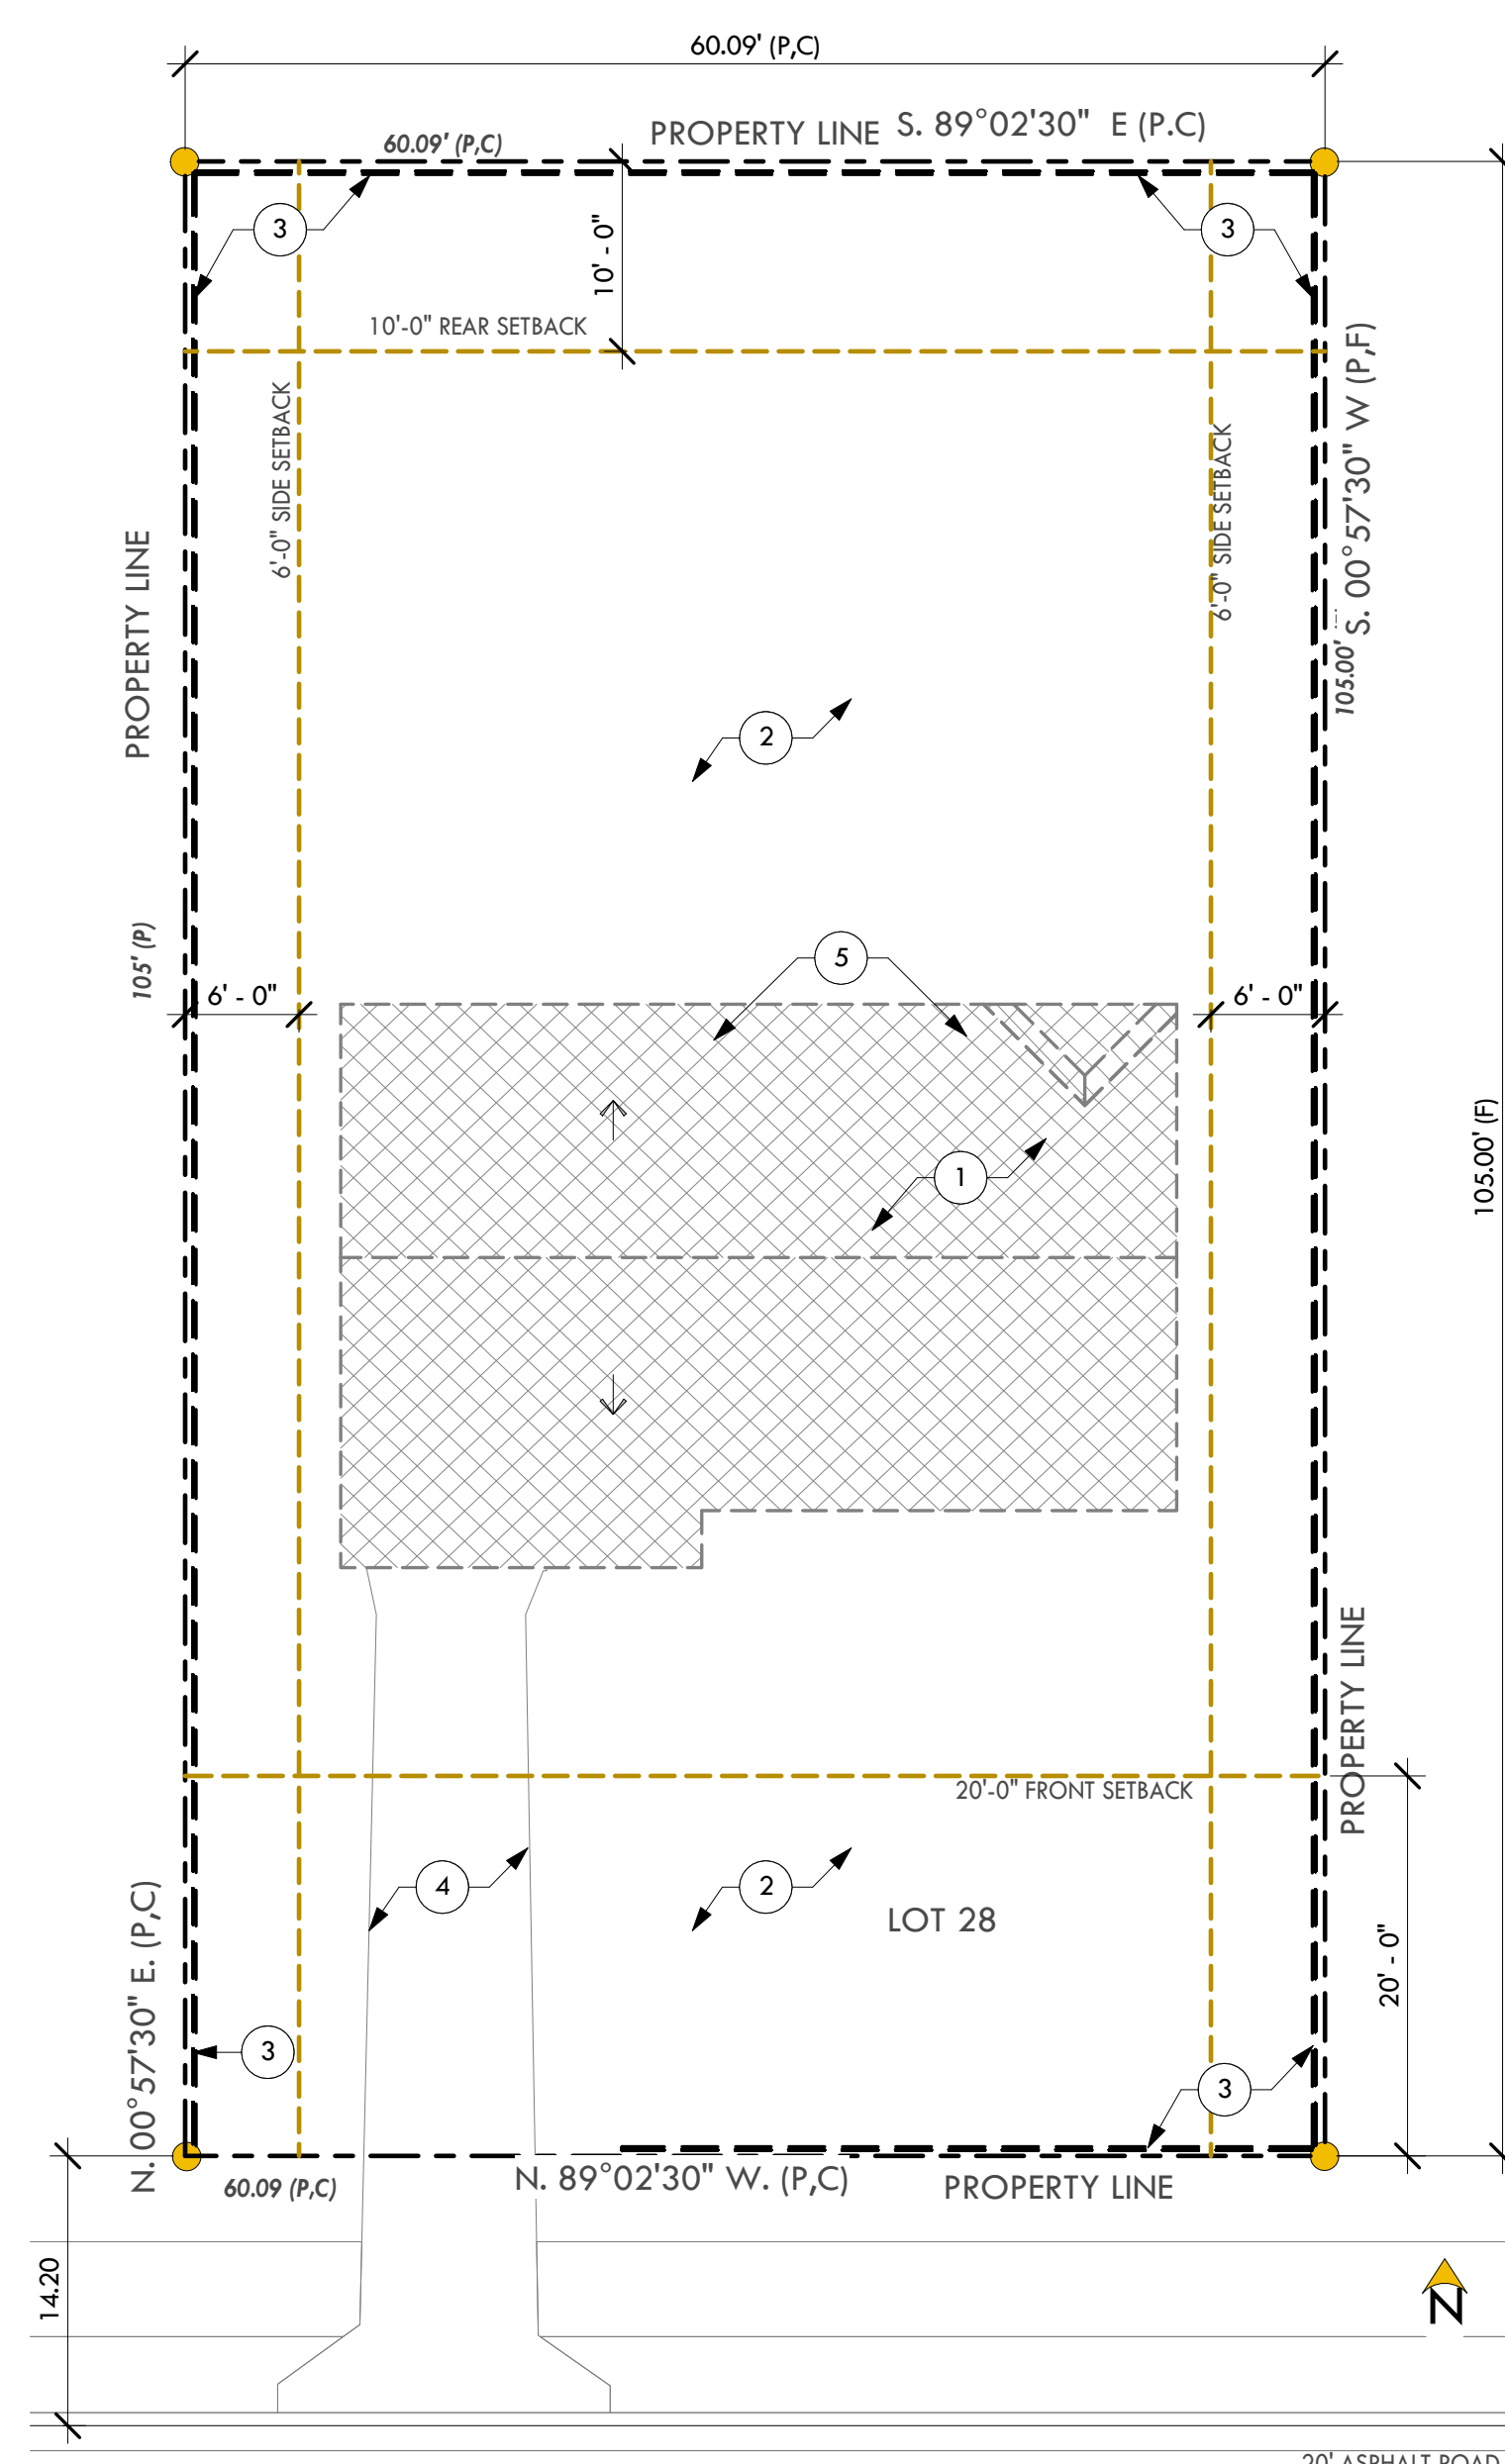 60.09' (P,C)
PROPERTY LINE S. 89°02'30" E (P.C)
60.09' (P,C)
3
3
10' - 0"
10'-0" REAR SETBACK
6'-0" SIDE SETBACK
6'-0" SIDE SETBACK
S. 00°57'30" W (P,F)
PROPERTY LINE
105.00'
2
105' (P)
5
6' - 0"
6' - 0"
105.00' (F)
1
PROPERTY LINE
20'-0" FRONT SETBACK
4
2
LOT 28
20' - 0"
N. 00°57'30" E. (P,C)
3
3
60.09 (P,C)
N. 89°02'30" W. (P,C)
PROPERTY LINE
14.20
N
20' ASPHALT ROAD